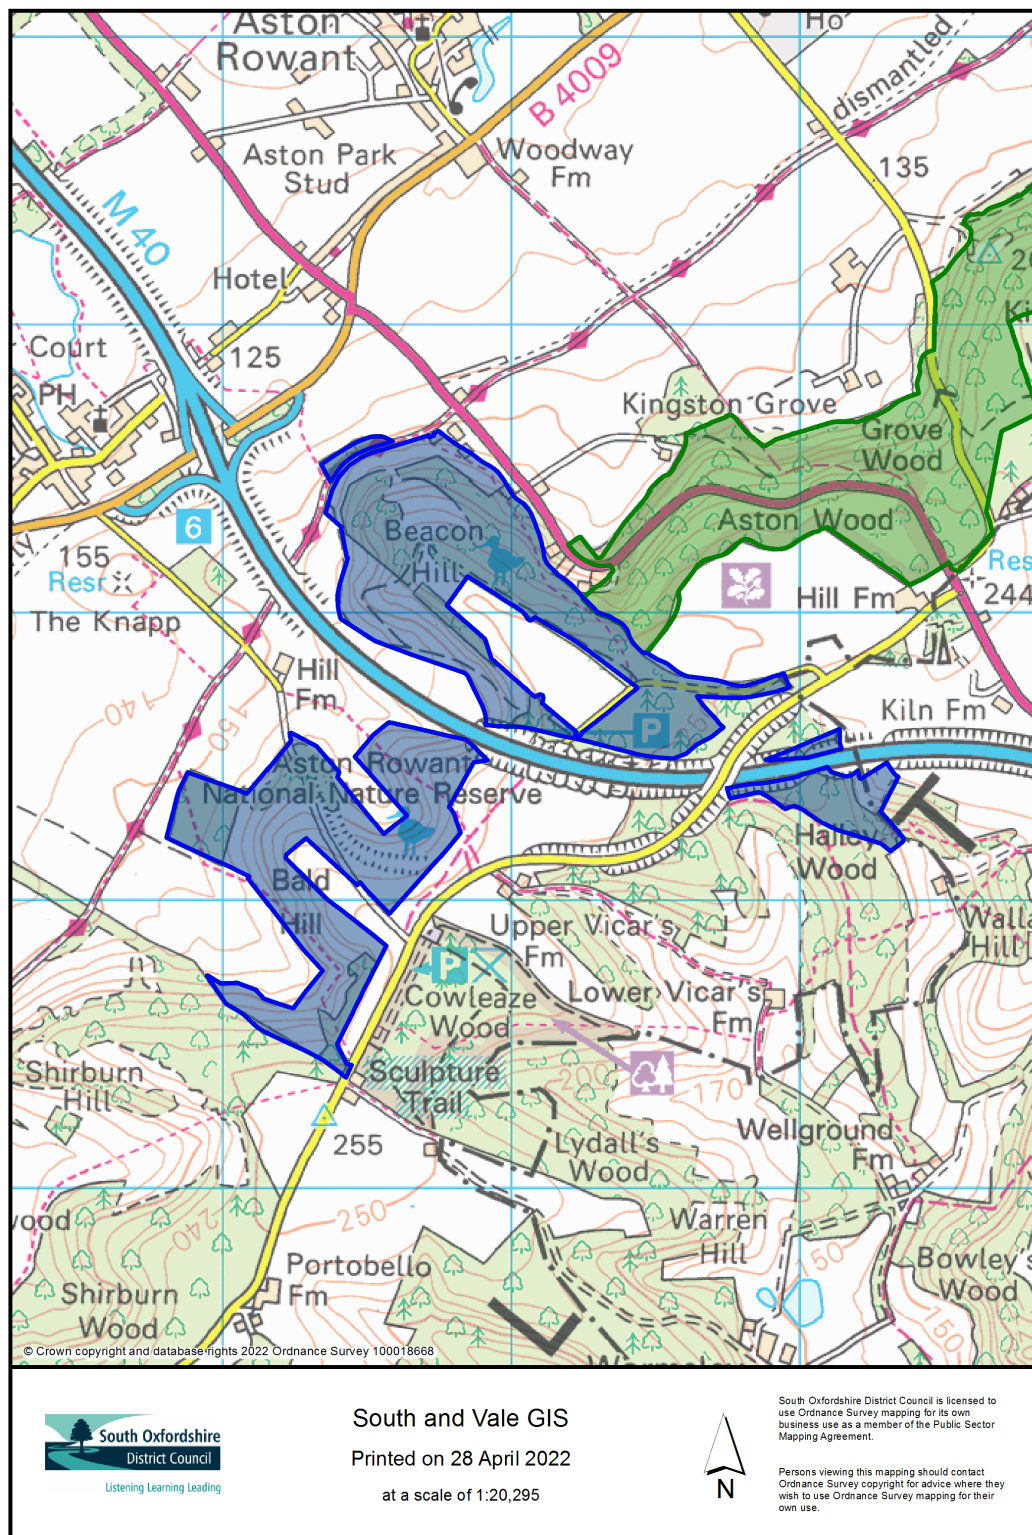 Aston
Rowant
Ho
dismantled
B 4009
Aston Park
Stud
Woodway
Fm
135
M 40
Hotel
Court
PH
125
Kingston Grove
Grove
Wood
Aston Wood
Beacon
Hill
6
155
Resr
The Knapp
Hill Fm
Res
244
Hill
Fm
140
150
P
Kiln Fm
Aston Rowant
National Nature Reserve
Halley
Wood
Bald
Hill
Upper Vicar's
Fm
Wall
Hill
P
Cowleaze
Wood
Lower Vicar's
Fm
Shirburn
Hill
Sculpture
Trail
200
170
255
Lydall's
Wood
Wellground
Fm
wood
240
250
Warren
Hill
150
Bowley's
Wood
Portobello
Fm
Shirburn
Wood
150
© Crown copyright and database rights 2022 Ordnance Survey 100018668
South Oxfordshire
District Council
Listening Learning Leading
South and Vale GIS
Printed on 28 April 2022
at a scale of 1:20,295
N
South Oxfordshire District Council is licensed to
use Ordnance Survey mapping for its own
business use as a member of the Public Sector
Mapping Agreement.
Persons viewing this mapping should contact
Ordnance Survey copyright for advice where they
wish to use Ordnance Survey mapping for their
own use.